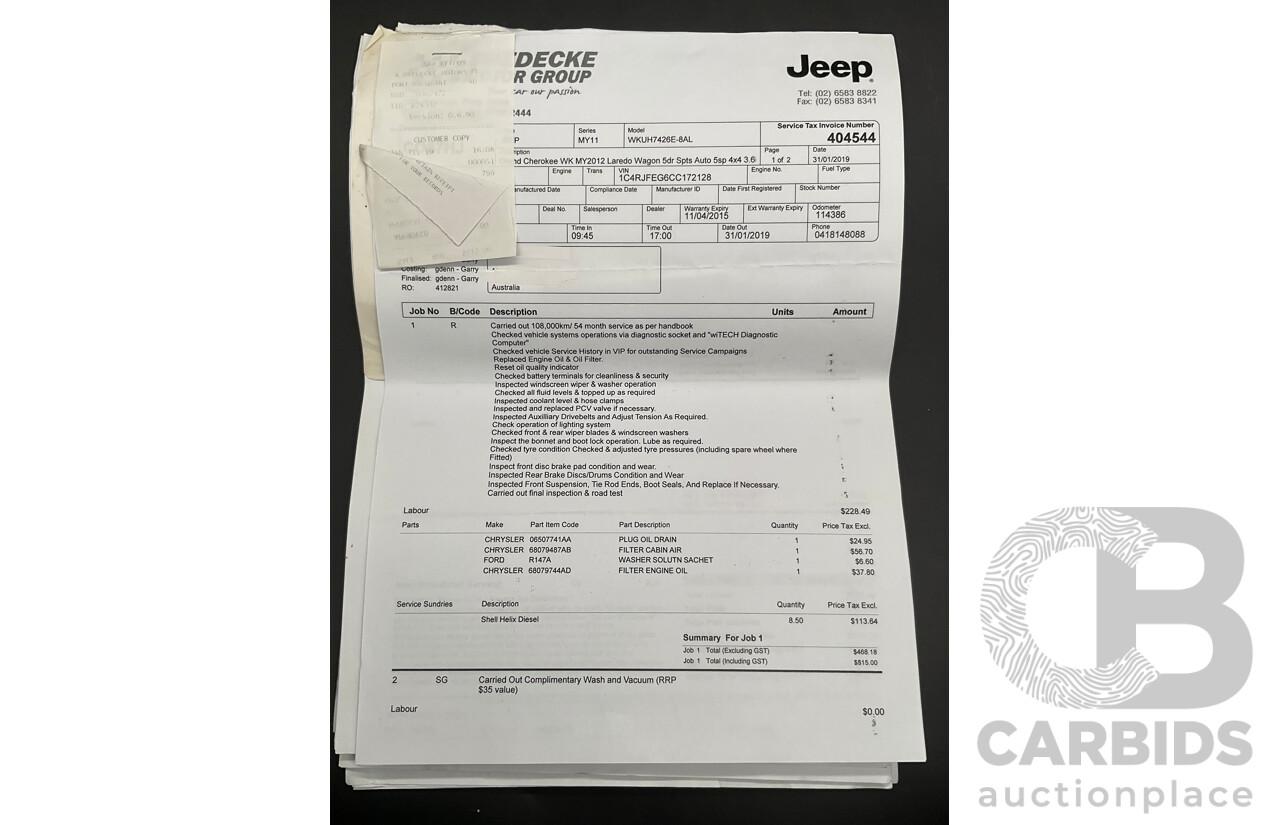 DECKE
R GROUP
car our passion
Jeep
Tel: (02) 6583 8822
Fax: (02) 6583 8341
2444
CUSTOMER COPY
16:08
000051
Service Tax Invoice Number
404544
Series
MY11
Model
WKUH7426E-8AL
Cherokee WK MY2012 Laredo Wagon 5dr Spts Auto 5sp 4x4 3.6
Page
1 of 2
Date
31/01/2019
Engine
Trans
VIN
1C4RJFEG6CC172128
Engine No.
Fuel Type
Manufactured Date
Compliance Date
Manufacturer ID
Date First Registered
Stock Number
Deal No.
Salesperson
Dealer
Warranty Expiry
11/04/2015
Ext Warranty Expiry
Odometer
114386
Time In
09:45
Time Out
17:00
Date Out
31/01/2019
Phone
0418148088
Costing: gdenn - Garry
Finalised: gdenn - Garry
RO: 412821
Australia
Job No B/Code Description Units Amount
1 R Carried out 108,000km/ 54 month service as per handbook
Checked vehicle systems operations via diagnostic socket and "wiTECH Diagnostic
Computer"
Checked vehicle Service History in VIP for outstanding Service Campaigns
Replaced Engine Oil & Oil Filter.
Reset oil quality indicator
Checked battery terminals for cleanliness & security
Inspected windscreen wiper & washer operation
Checked all fluid levels & topped up as required
Inspected coolant level & hose clamps
Inspected and replaced PCV valve if necessary.
Inspected Auxilliary Drivebelts and Adjust Tension As Required.
Check operation of lighting system
Checked front & rear wiper blades & windscreen washers
Inspect the bonnet and boot lock operation. Lube as required.
Checked tyre condition Checked & adjusted tyre pressures (including spare wheel where
Fitted)
Inspect front disc brake pad condition and wear.
Inspected Rear Brake Discs/Drums Condition and Wear
Inspected Front Suspension, Tie Rod Ends, Boot Seals, And Replace If Necessary.
Carried out final inspection & road test
Labour $228.49
Parts Make Part Item Code Part Description Quantity Price Tax Excl.
CHRYSLER 06507741AA PLUG OIL DRAIN 1 $24.95
CHRYSLER 68079487AB FILTER CABIN AIR 1 $56.70
FORD R147A WASHER SOLUTN SACHET 1 $6.60
CHRYSLER 68079744AD FILTER ENGINE OIL 1 $37.80
Service Sundries Description Quantity Price Tax Excl.
Shell Helix Diesel 8.50 $113.64
Summary For Job 1
Job 1 Total (Excluding GST) $468.18
Job 1 Total (Including GST) $515.00
2 SG Carried Out Complimentary Wash and Vacuum (RRP
$35 value)
Labour $0.00
CB
CARBIDS
auctionplace